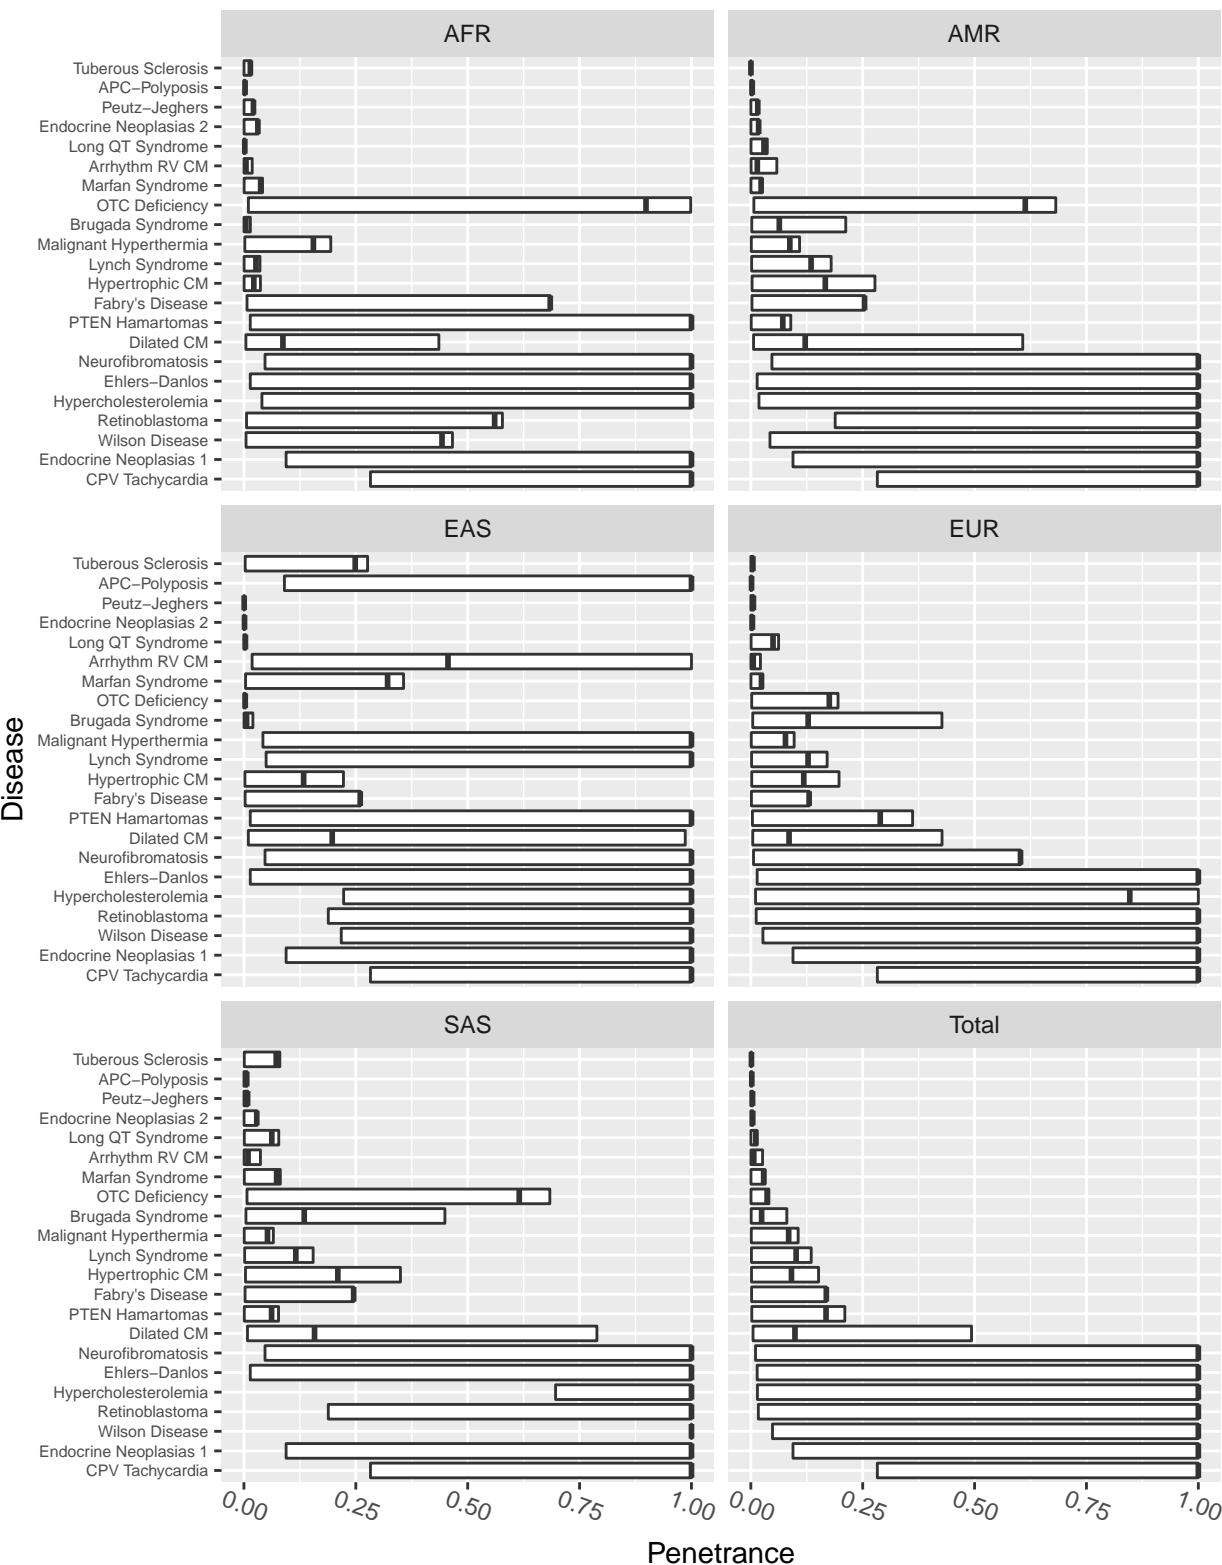 AFR
AMR
Tuberous Sclerosis
APC−Polyposis
Peutz−Jeghers
Endocrine Neoplasias 2
Long QT Syndrome
Arrhythm RV CM
Marfan Syndrome
OTC Deficiency
Brugada Syndrome
Malignant Hyperthermia
Lynch Syndrome
Hypertrophic CM
Fabry's Disease
PTEN Hamartomas
Dilated CM
Neurofibromatosis
Ehlers−Danlos
Hypercholesterolemia
Retinoblastoma
Wilson Disease
Endocrine Neoplasias 1
CPV Tachycardia
EAS
EUR
Tuberous Sclerosis
APC−Polyposis
Peutz−Jeghers
Endocrine Neoplasias 2
Long QT Syndrome
Arrhythm RV CM
Marfan Syndrome
OTC Deficiency
Brugada Syndrome
Malignant Hyperthermia
Lynch Syndrome
Hypertrophic CM
Fabry's Disease
PTEN Hamartomas
Dilated CM
Neurofibromatosis
Ehlers−Danlos
Hypercholesterolemia
Retinoblastoma
Wilson Disease
Endocrine Neoplasias 1
CPV Tachycardia
Disease
SAS
Total
Tuberous Sclerosis
APC−Polyposis
Peutz−Jeghers
Endocrine Neoplasias 2
Long QT Syndrome
Arrhythm RV CM
Marfan Syndrome
OTC Deficiency
Brugada Syndrome
Malignant Hyperthermia
Lynch Syndrome
Hypertrophic CM
Fabry's Disease
PTEN Hamartomas
Dilated CM
Neurofibromatosis
Ehlers−Danlos
Hypercholesterolemia
Retinoblastoma
Wilson Disease
Endocrine Neoplasias 1
CPV Tachycardia
0.00 0.25 0.50 0.75 1.00 0.00 0.25 0.50 0.75 1.00
Penetrance